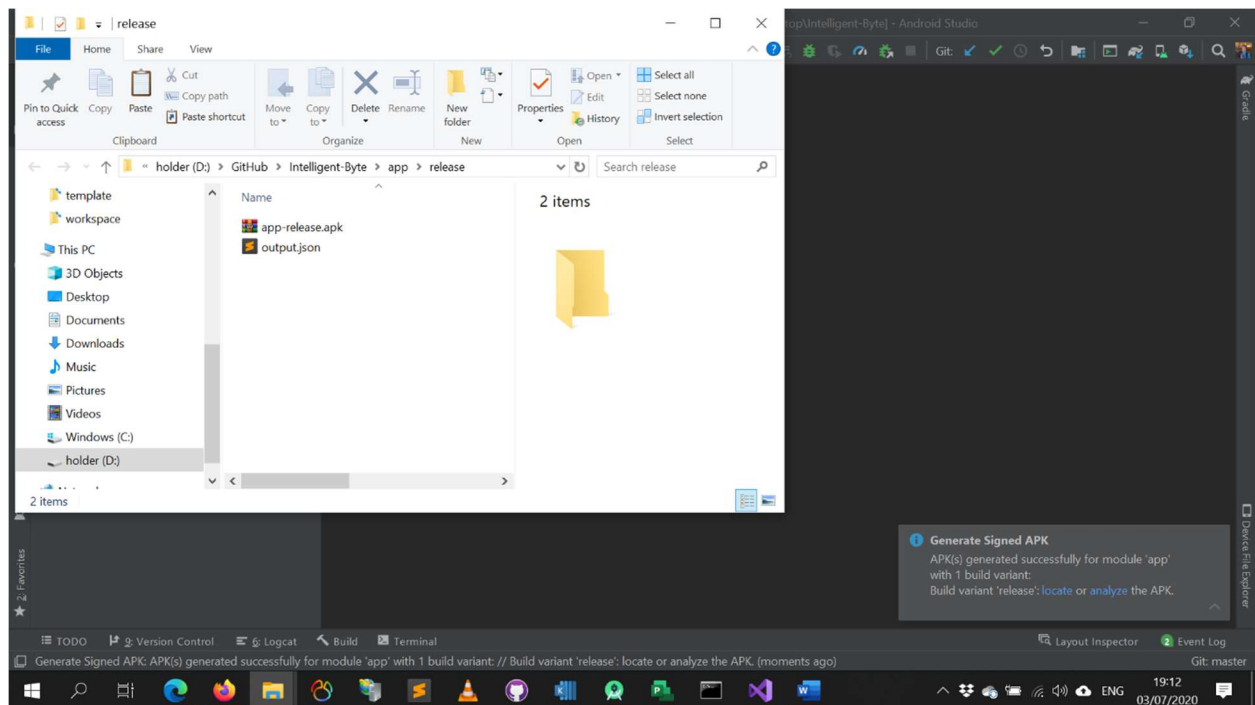 release
top\Intelligent-Byte] - Android Studio
File Home Share View
Git:
Pin to Quick access
Copy
Paste
Cut
Copy path
Paste shortcut
Clipboard
Move to
Copy to
Delete
Rename
Organize
New folder
New
Properties
Open
Edit
History
Open
Select all
Select none
Invert selection
Select
Gradle
« holder (D:) > GitHub > Intelligent-Byte > app > release
Search release
template
workspace
This PC
3D Objects
Desktop
Documents
Downloads
Music
Pictures
Videos
Windows (C:)
holder (D:)
Name
app-release.apk
output.json
2 items
2 items
Device File Explorer
2: Favorites
Generate Signed APK
APK(s) generated successfully for module 'app'
with 1 build variant:
Build variant 'release': locate or analyze the APK.
TODO 9: Version Control 6: Logcat Build Terminal Layout Inspector 2 Event Log
Generate Signed APK: APK(s) generated successfully for module 'app' with 1 build variant: // Build variant 'release': locate or analyze the APK. (moments ago) Git: master
ENG
19:12
03/07/2020